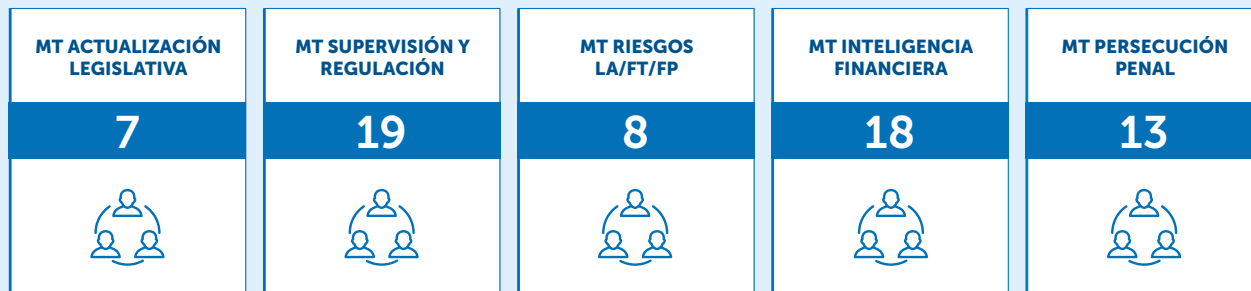 MT ACTUALIZACIÓN
LEGISLATIVA
7
MT SUPERVISIÓN Y
REGULACIÓN
19
MT RIESGOS
LA/FT/FP
8
MT INTELIGENCIA
FINANCIERA
18
MT PERSECUCIÓN
PENAL
13